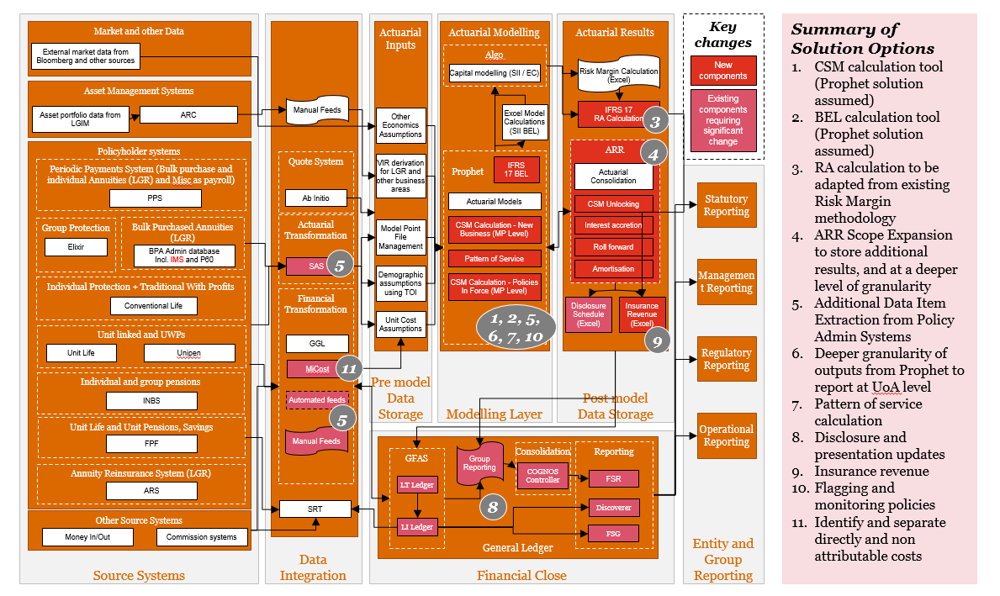 Market and other Data
External market data from
Bloomberg and other sources
Asset Management Systems
Asset portfolio data from
LGIM
ARC
Policyholder systems
Periodic Payments System (Bulk purchase and
individual Annuities (LGR) and Misc as payroll)
PPS
Group Protection
Elixir
Bulk Purchased Annuities
(LGR)
BPA Admin database
Incl. IMS and P60
Individual Protection + Traditional With Profits
Conventional Life
Unit linked and UWPs
Unit Life
Unipen
Individual and group pensions
INBS
Unit Life and Unit Pensions, Savings
FPF
Annuity Reinsurance System (LGR)
ARS
Other Source Systems
Money In/Out
Commission systems
Source Systems
Manual Feeds
Quote System
Ab Initio
Actuarial
Transformation
SAS
5
Financial
Transformation
GGL
MiCost
11
Automated feeds
5
Manual Feeds
SRT
Data
Integration
Actuarial
Inputs
Other
Economics
Assumptions
VIR derivation
for LGR and
other business
areas
Model Point
File
Management
Demographic
assumptions
using TOI
Unit Cost
Assumptions
Pre model
Data
Storage
Actuarial Modelling
Algo
Capital modelling (SII / EC)
Excel Model
Calculations
(SII BEL)
Prophet
IFRS
17 BEL
Actuarial Models
CSM Calculation - New
Business (MP Level)
Pattern of Service
CSM Calculation - Policies
In Force (MP Level)
1, 2, 5,
6, 7, 10
Modelling Layer
Actuarial Results
Risk Margin Calculation
(Excel)
IFRS 17
RA Calculation
3
ARR
4
Actuarial
Consolidation
CSM Unlocking
Interest accretion
Roll forward
Amortisation
Disclosure
Schedule
(Excel)
Insurance
Revenue
(Excel)
9
Post model
Data Storage
GFAS
LT Ledger
LI Ledger
Group
Reporting
8
Consolidation
COGNOS
Controller
Reporting
FSR
Discoverer
FSG
General Ledger
Financial Close
Key
changes
New
components
Existing
components
requiring
significant
change
Statutory
Reporting
Managemen
t Reporting
Regulatory
Reporting
Operational
Reporting
Entity and
Group
Reporting
Summary of
Solution Options
1. CSM calculation tool
(Prophet solution
assumed)
2. BEL calculation tool
(Prophet solution
assumed)
3. RA calculation to be
adapted from existing
Risk Margin
methodology
4. ARR Scope Expansion
to store additional
results, and at a deeper
level of granularity
5. Additional Data Item
Extraction from Policy
Admin Systems
6. Deeper granularity of
outputs from Prophet to
report at UoA level
7. Pattern of service
calculation
8. Disclosure and
presentation updates
9. Insurance revenue
10. Flagging and
monitoring policies
11. Identify and separate
directly and non
attributable costs